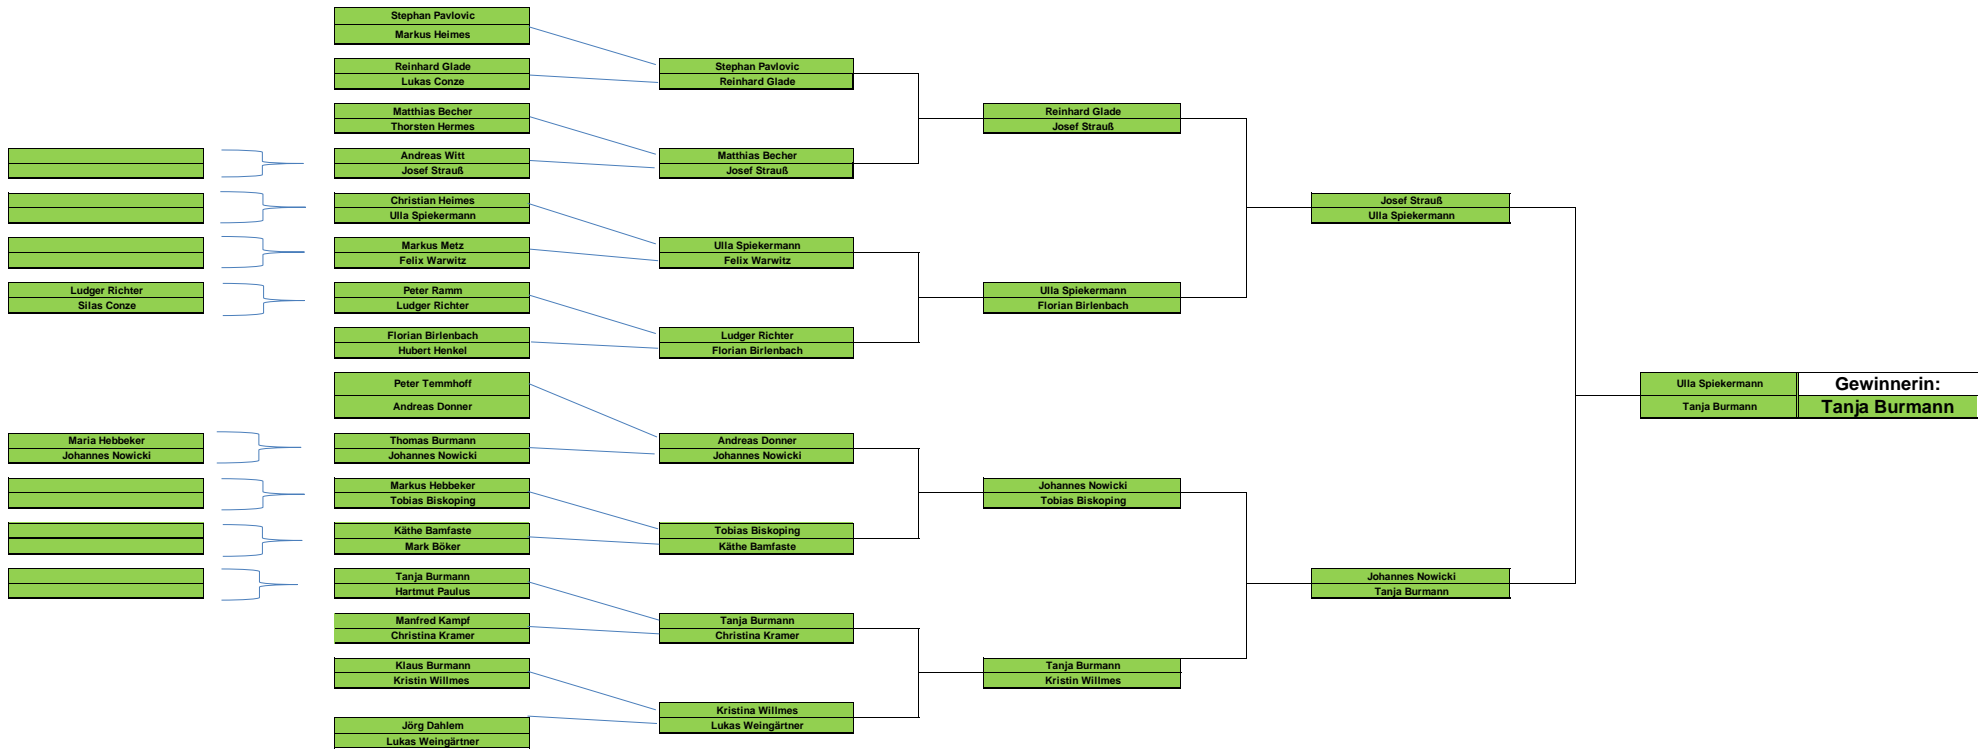 Stephan Pavlovic
Markus Heimes
Reinhard Glade
Lukas Conze
Matthias Becher
Thorsten Hermes
Andreas Witt
Josef Strauß
Christian Heimes
Ulla Spiekermann
Markus Metz
Felix Warwitz
Ludger Richter
Silas Conze
Peter Ramm
Ludger Richter
Florian Birlenbach
Hubert Henkel
Peter Temmhoff
Andreas Donner
Maria Hebbeker
Johannes Nowicki
Thomas Burmann
Johannes Nowicki
Markus Hebbeker
Tobias Biskoping
Käthe Bamfaste
Mark Böker
Tanja Burmann
Hartmut Paulus
Manfred Kampf
Christina Kramer
Klaus Burmann
Kristin Willmes
Jörg Dahlem
Lukas Weingärtner
Stephan Pavlovic
Reinhard Glade
Matthias Becher
Josef Strauß
Ulla Spiekermann
Felix Warwitz
Ludger Richter
Florian Birlenbach
Andreas Donner
Johannes Nowicki
Tobias Biskoping
Käthe Bamfaste
Tanja Burmann
Christina Kramer
Kristina Willmes
Lukas Weingärtner
Reinhard Glade
Josef Strauß
Ulla Spiekermann
Florian Birlenbach
Johannes Nowicki
Tobias Biskoping
Tanja Burmann
Kristin Willmes
Josef Strauß
Ulla Spiekermann
Johannes Nowicki
Tanja Burmann
Ulla Spiekermann
Tanja Burmann
Gewinnerin:
Tanja Burmann